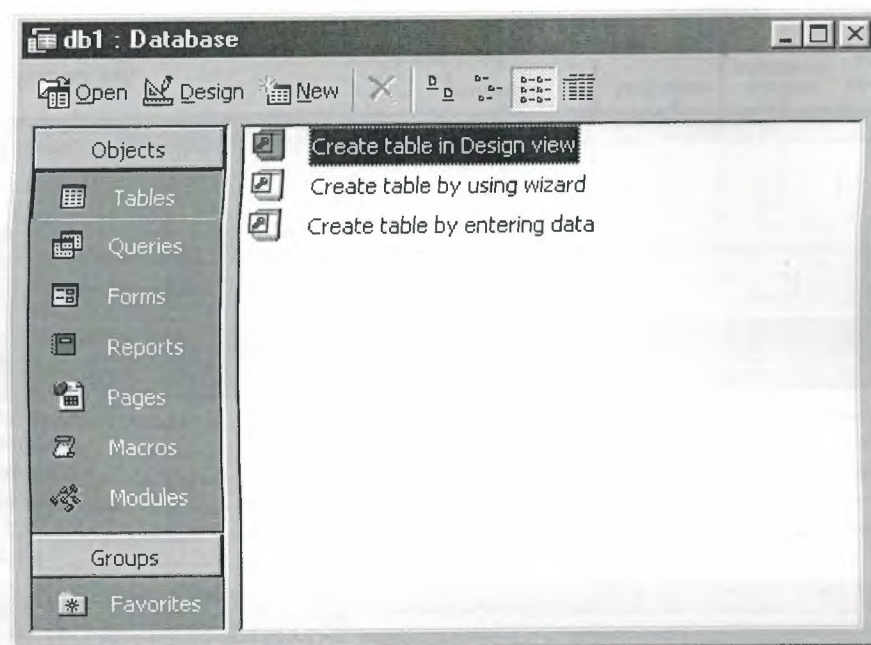 db1 : Database
Open Design New
Objects
Tables
Queries
Forms
Reports
Pages
Macros
Modules
Groups
Favorites
Create table in Design view
Create table by using wizard
Create table by entering data